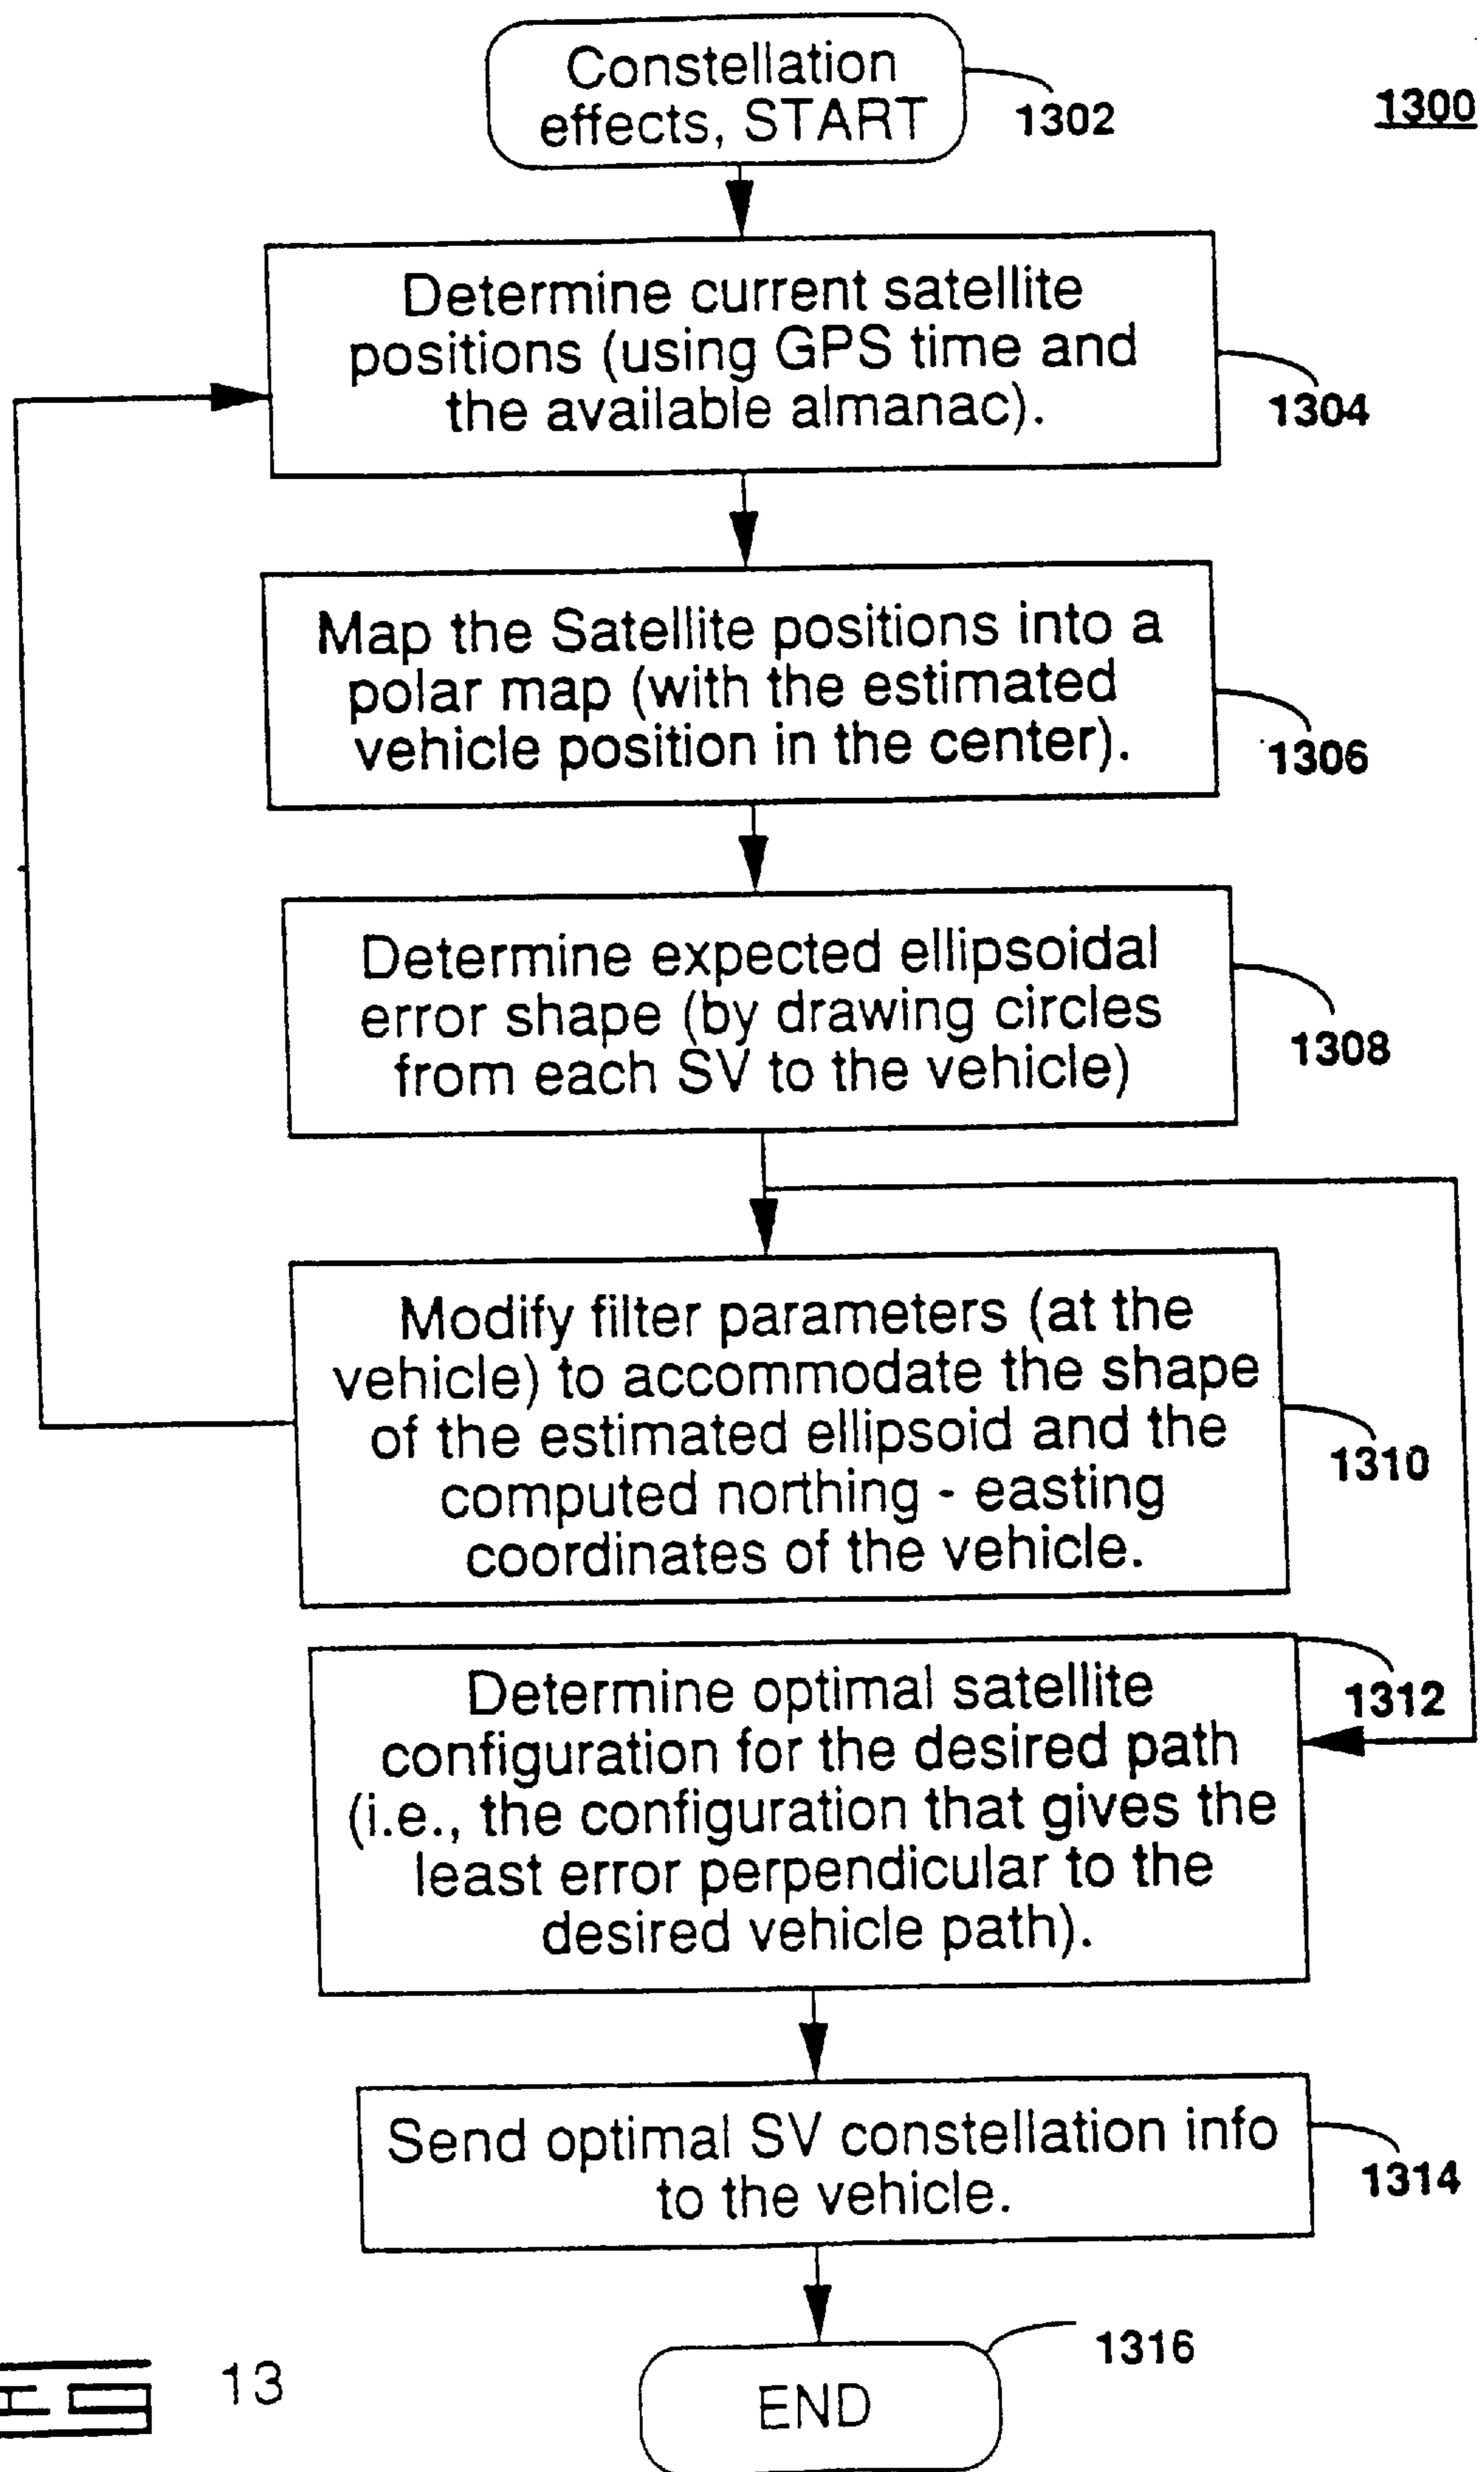 Constellation
effects, START
1302
1300
Determine current satellite
positions (using GPS time and
the available almanac).
1304
Map the Satellite positions into a
polar map (with the estimated
vehicle position in the center).
1306
Determine expected ellipsoidal
error shape (by drawing circles
from each SV to the vehicle)
1308
Modify filter parameters (at the
vehicle) to accommodate the shape
of the estimated ellipsoid and the
computed northing - easting
coordinates of the vehicle.
1310
Determine optimal satellite
configuration for the desired path
(i.e., the configuration that gives the
least error perpendicular to the
desired vehicle path).
1312
Send optimal SV constellation info
to the vehicle.
1314
END
1316
13